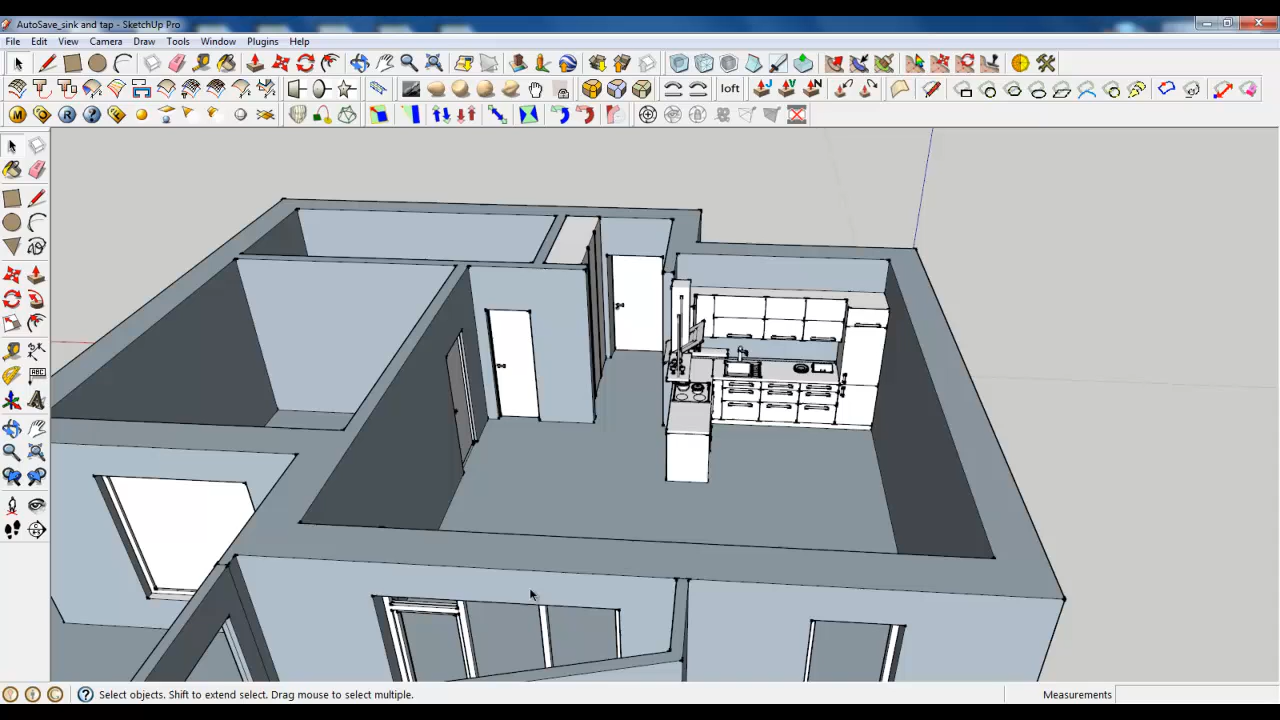 AutoSave_sink and tap - SketchUp Pro
File Edit View Camera Draw Tools Window Plugins Help
loft
M Q R ? €
ABC
Select objects. Shift to extend select. Drag mouse to select multiple.
Measurements